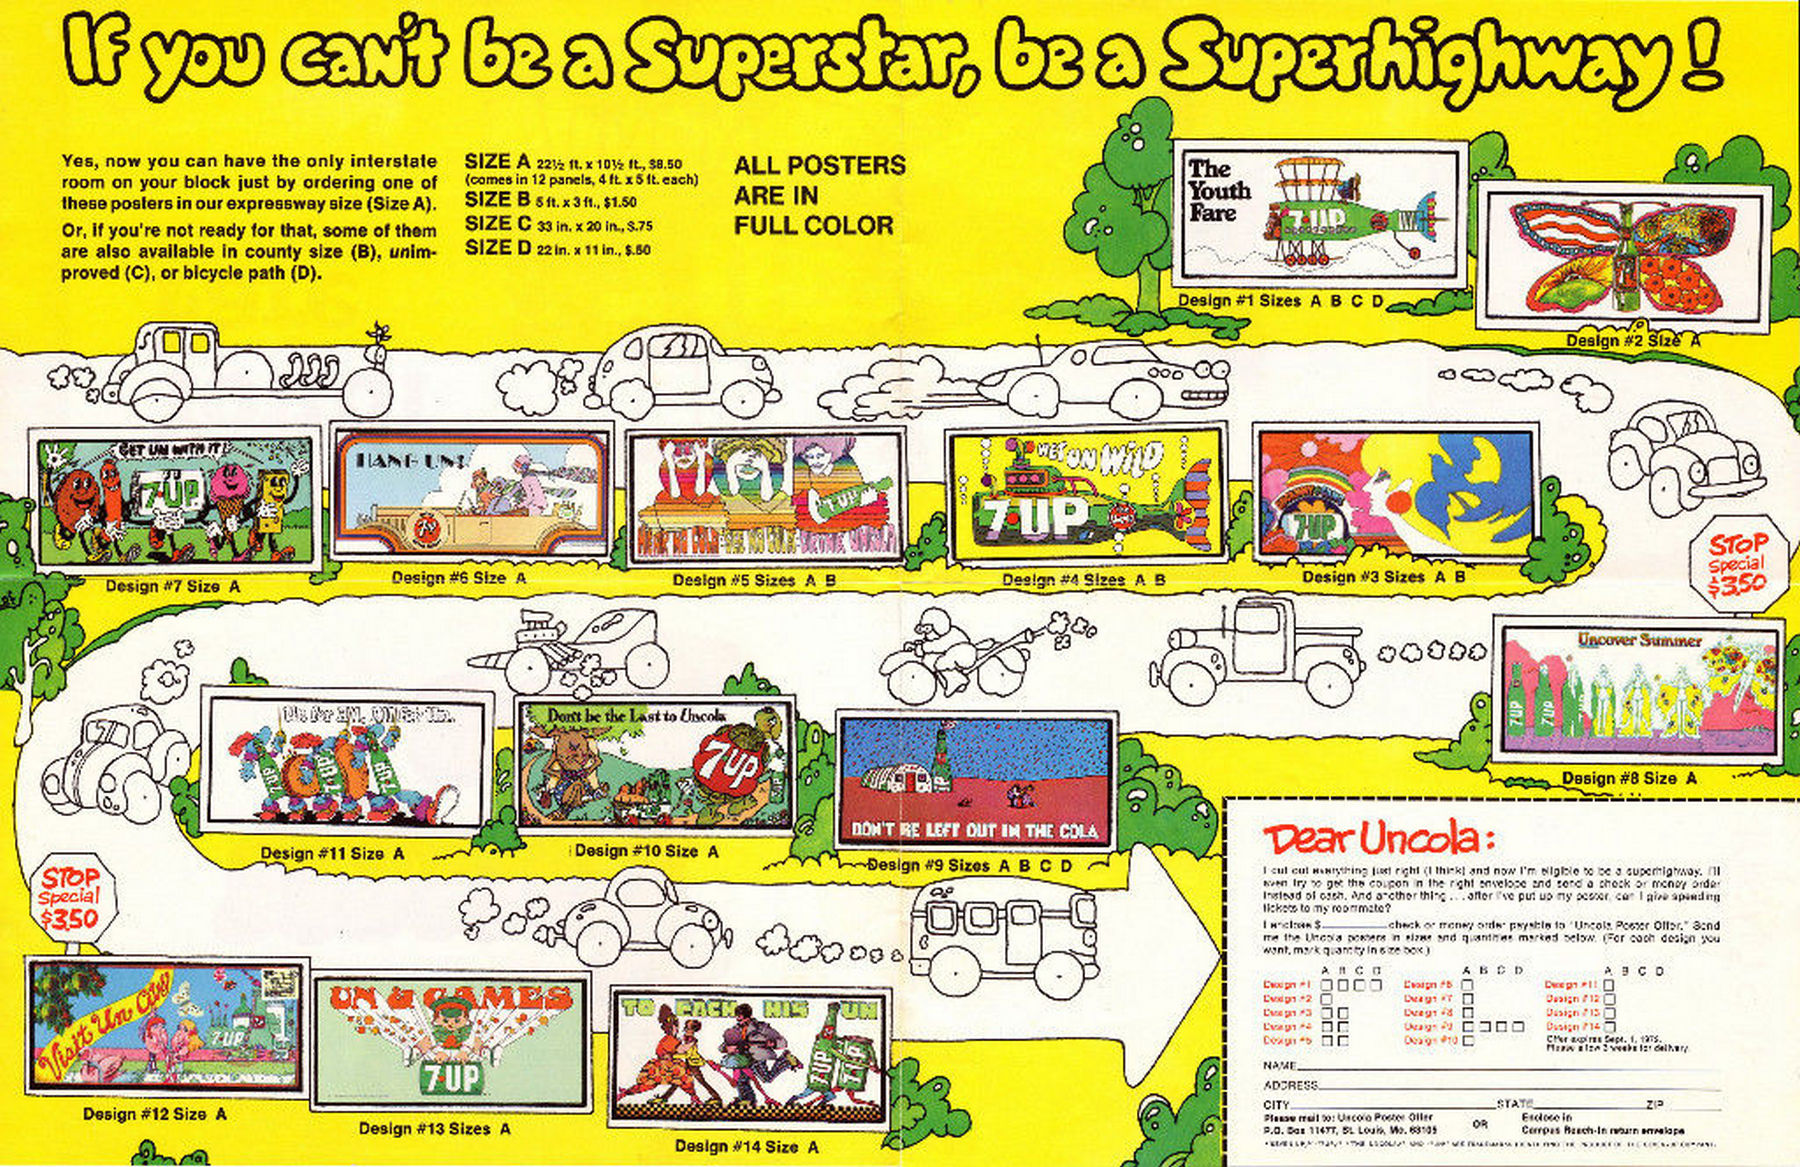 If you can't be a Superstar, be a Superhighway!
Yes, now you can have the only interstate
room on your block just by ordering one of
these posters in our expressway size (Size A).
Or, if you're not ready for that, some of them
are also available in county size (B), unim-
proved (C), or bicycle path (D).
SIZE A 22½ ft. x 10½ ft., $8.50
(comes in 12 panels, 4 ft. x 5 ft. each)
SIZE B 5 ft. x 3 ft., $1.50
SIZE C 33 in. x 20 in., $.75
SIZE D 22 in. x 11 in., $.50
ALL POSTERS
ARE IN
FULL COLOR
The
Youth
Fare
7·UP
Design #1 Sizes A B C D
Design #2 Size A
GET UN WITH IT!
7UP
Design #7 Size A
HANG UN!
Design #6 Size A
7UP
Design #5 Sizes A B
WET UN WILD
7·UP
Design #4 Sizes A B
7UP
Design #3 Sizes A B
STOP
Special
$3.50
Uncover Summer
7UP
7UP
Design #8 Size A
7UP
7UP
7UP
Design #11 Size A
Don't be the Last to Uncola
7UP
Design #10 Size A
DON'T BE LEFT OUT IN THE COLA
Design #9 Sizes A B C D
STOP
Special
$3.50
Visit Un City
7UP
Design #12 Size A
UN & GAMES
7·UP
Design #13 Sizes A
TO EACH HIS UN
7UP
Design #14 Size A
Dear Uncola:
I cut out everything just right (I think) and now I'm eligible to be a superhighway. I'll
even try to get the coupon in the right envelope and send a check or money order
instead of cash. And another thing . . . after I've put up my poster, can I give speeding
tickets to my roommate?
I enclose $ check or money order payable to "Uncola Poster Offer." Send
me the Uncola posters in sizes and quantities marked below. (For each design you
want, mark quantity in size box.)
A B C D A B C D A B C D
Design #1 Design #6 Design #11
Design #2 Design #7 Design #12
Design #3 Design #8 Design #13
Design #4 Design #9 Design #14
Design #5 Design #10 Offer expires Sept. 1, 1972.
Please allow 3 weeks for delivery.
NAME
ADDRESS
CITY STATE ZIP
Please mail to: Uncola Poster Offer
P.O. Box 11477, St. Louis, Mo. 63105
OR
Enclose in
Campus Reach-In return envelope